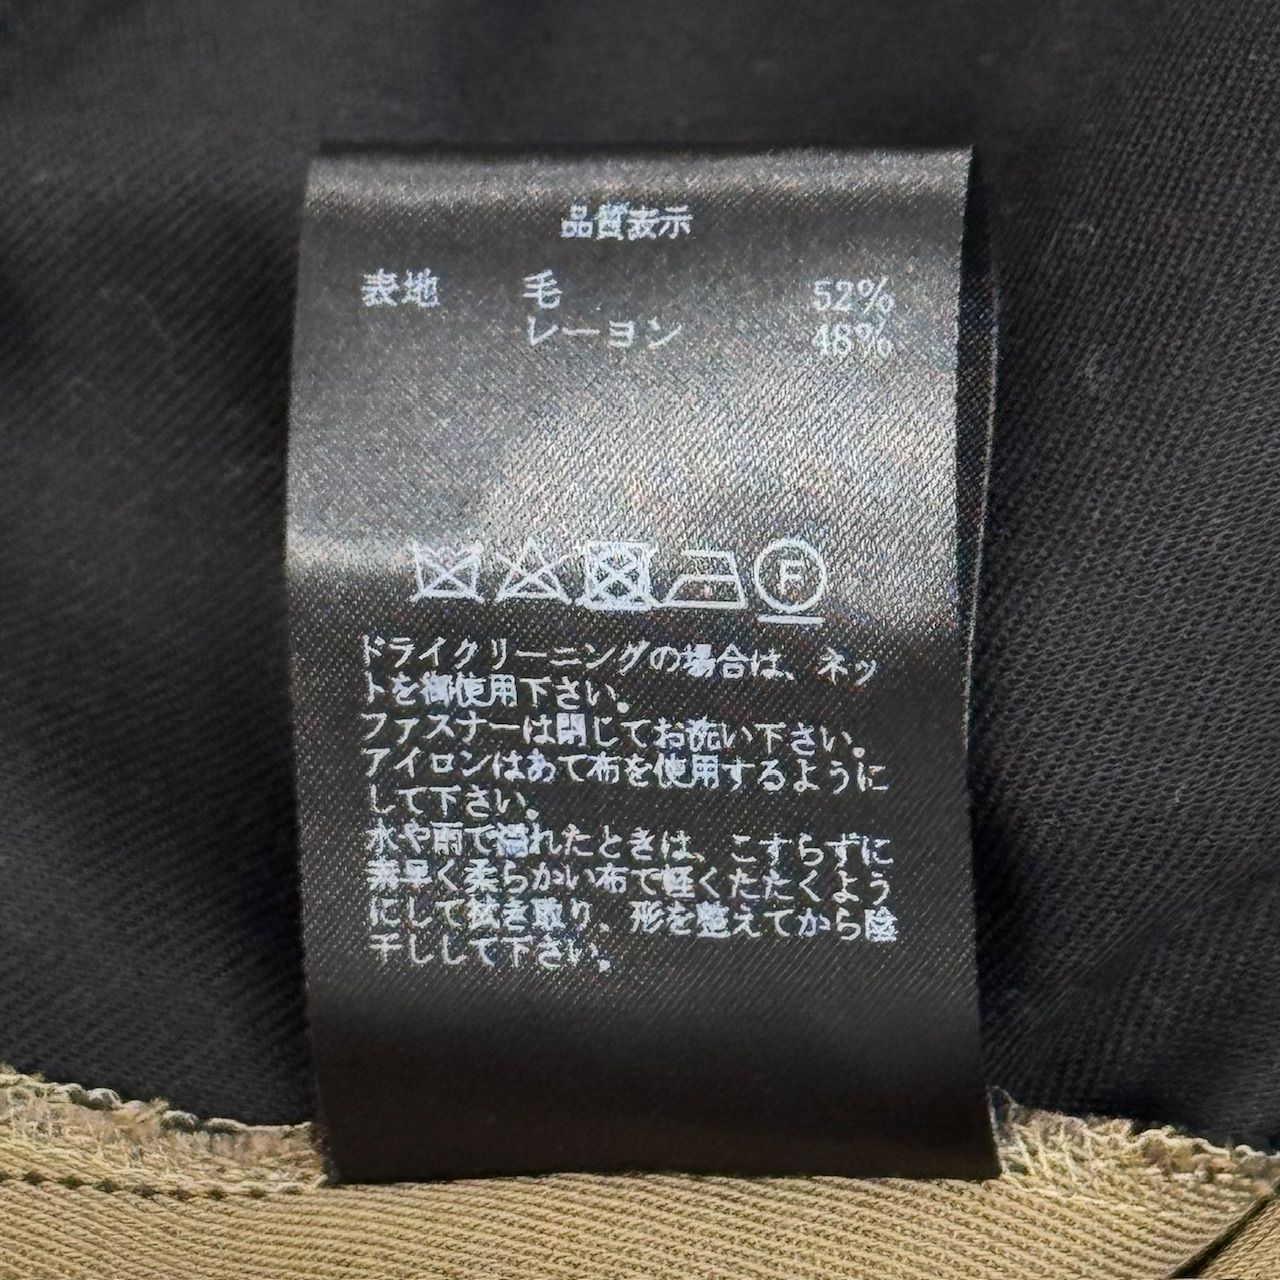 品質表示
表地 毛 52%
レーヨン 48%
F
ドライクリーニングの場合は、ネッ
トを御使用下さい。
ファスナーは閉じてお洗い下さい。
アイロンはあて布を使用するように
して下さい。
水や雨で濡れたときは、こすらずに
素早く柔らかい布で軽くたたくよう
にして拭き取り、形を整えてから陰
干しして下さい。